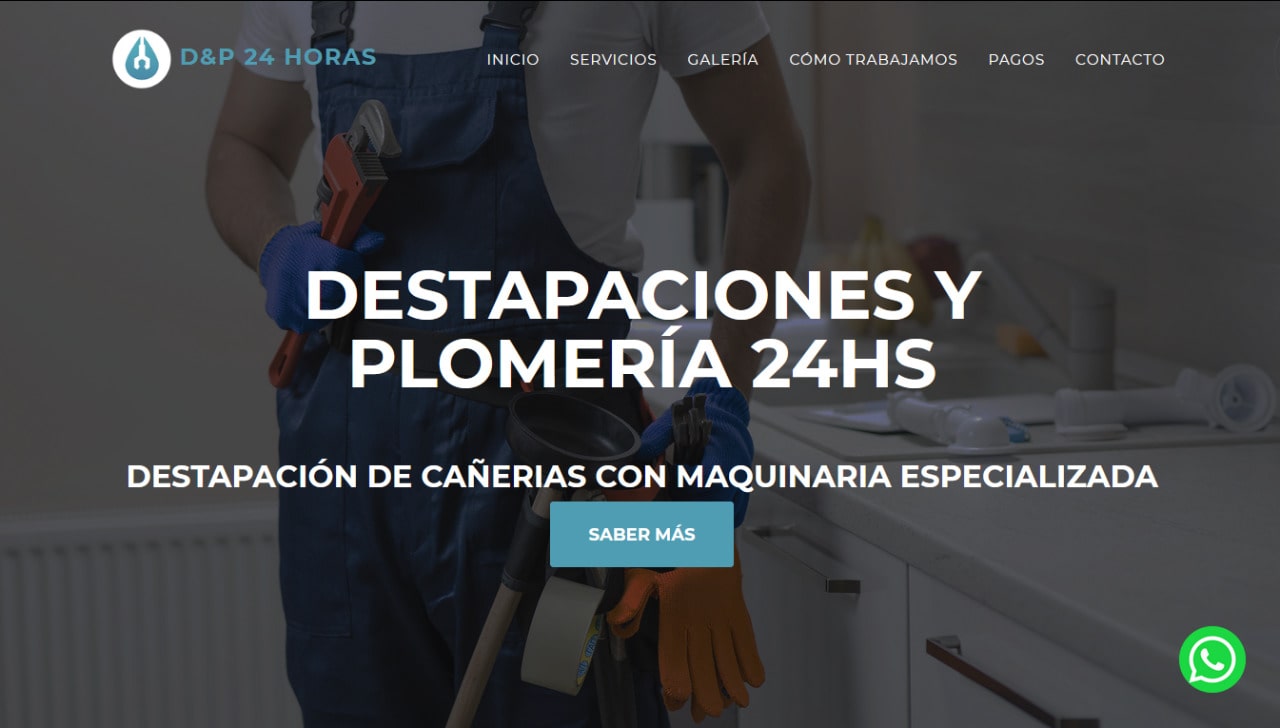 D&P 24 HORAS
INICIO SERVICIOS GALERÍA CÓMO TRABAJAMOS PAGOS CONTACTO
DESTAPACIONES Y
PLOMERÍA 24HS
DESTAPACIÓN DE CAÑERIAS CON MAQUINARIA ESPECIALIZADA
SABER MÁS